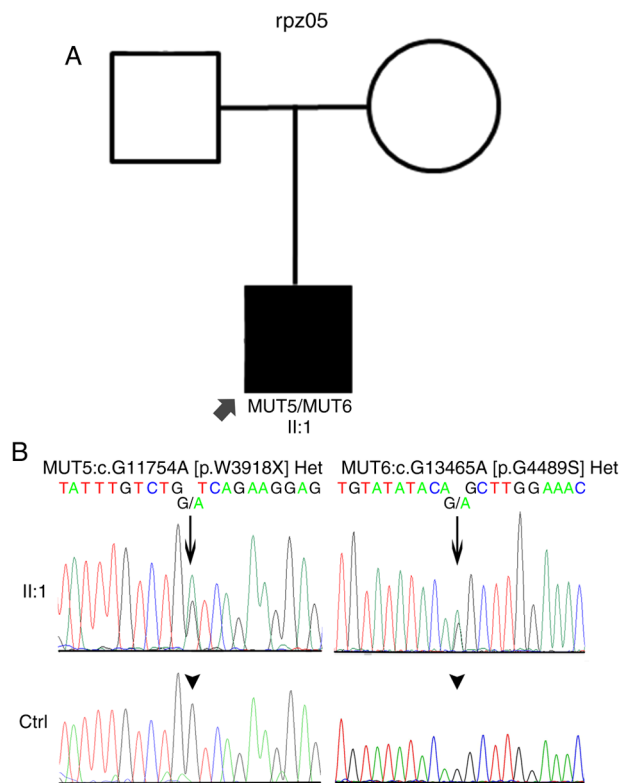 rpz05
A
MUT5/MUT6
II:1
B
MUT5:c.G11754A [p.W3918X] Het
MUT6:c.G13465A [p.G4489S] Het
TATTTGTCTG TCAGAAGGAG
G/A
TGTATATACA GCTTGGAAAC
G/A
II:1
Ctrl